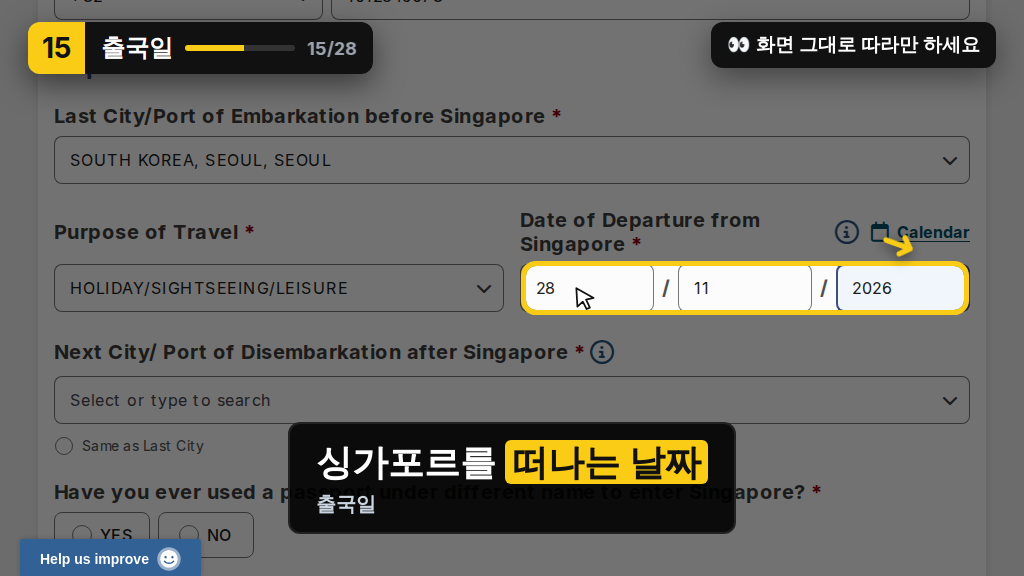 15 출국일 15/28
👀 화면 그대로 따라만 하세요
Last City/Port of Embarkation before Singapore *
SOUTH KOREA, SEOUL, SEOUL
Purpose of Travel *
HOLIDAY/SIGHTSEEING/LEISURE
Date of Departure from
Singapore *
Calendar
28 / 11 / 2026
Next City/ Port of Disembarkation after Singapore *
Select or type to search
Same as Last City
싱가포르를 떠나는 날짜
출국일
Have you ever used a passport under different name to enter Singapore? *
YES
NO
Help us improve